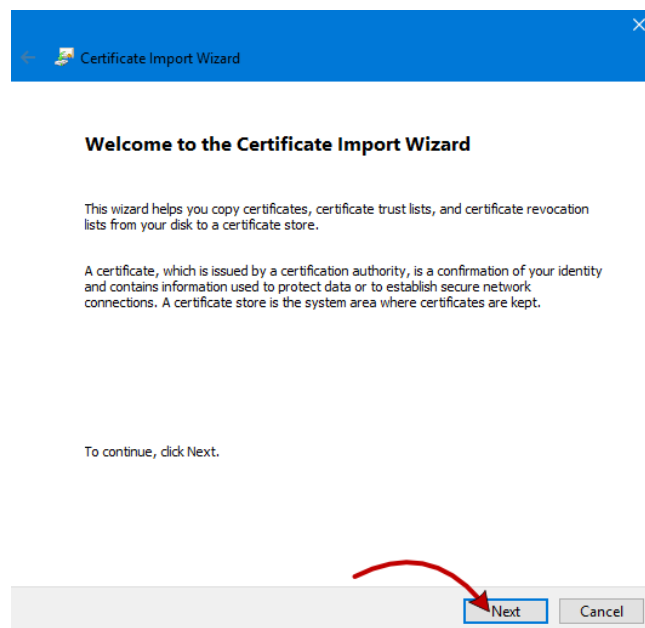 Certificate Import Wizard
Welcome to the Certificate Import Wizard
This wizard helps you copy certificates, certificate trust lists, and certificate revocation
lists from your disk to a certificate store.
A certificate, which is issued by a certification authority, is a confirmation of your identity
and contains information used to protect data or to establish secure network
connections. A certificate store is the system area where certificates are kept.
To continue, click Next.
Next Cancel